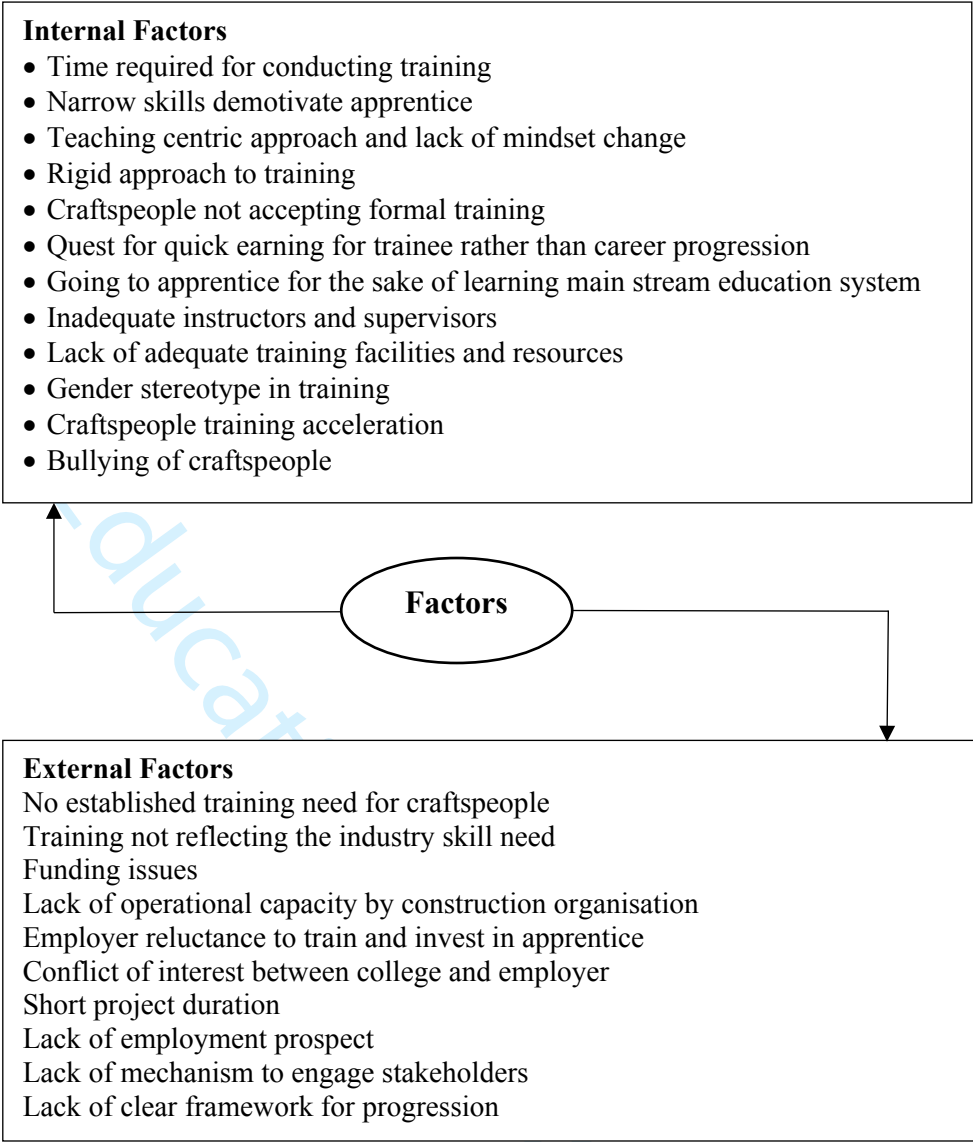 Internal Factors
• Time required for conducting training
• Narrow skills demotivate apprentice
• Teaching centric approach and lack of mindset change
• Rigid approach to training
• Craftspeople not accepting formal training
• Quest for quick earning for trainee rather than career progression
• Going to apprentice for the sake of learning main stream education system
• Inadequate instructors and supervisors
• Lack of adequate training facilities and resources
• Gender stereotype in training
• Craftspeople training acceleration
• Bullying of craftspeople
Factors
External Factors
No established training need for craftspeople
Training not reflecting the industry skill need
Funding issues
Lack of operational capacity by construction organisation
Employer reluctance to train and invest in apprentice
Conflict of interest between college and employer
Short project duration
Lack of employment prospect
Lack of mechanism to engage stakeholders
Lack of clear framework for progression